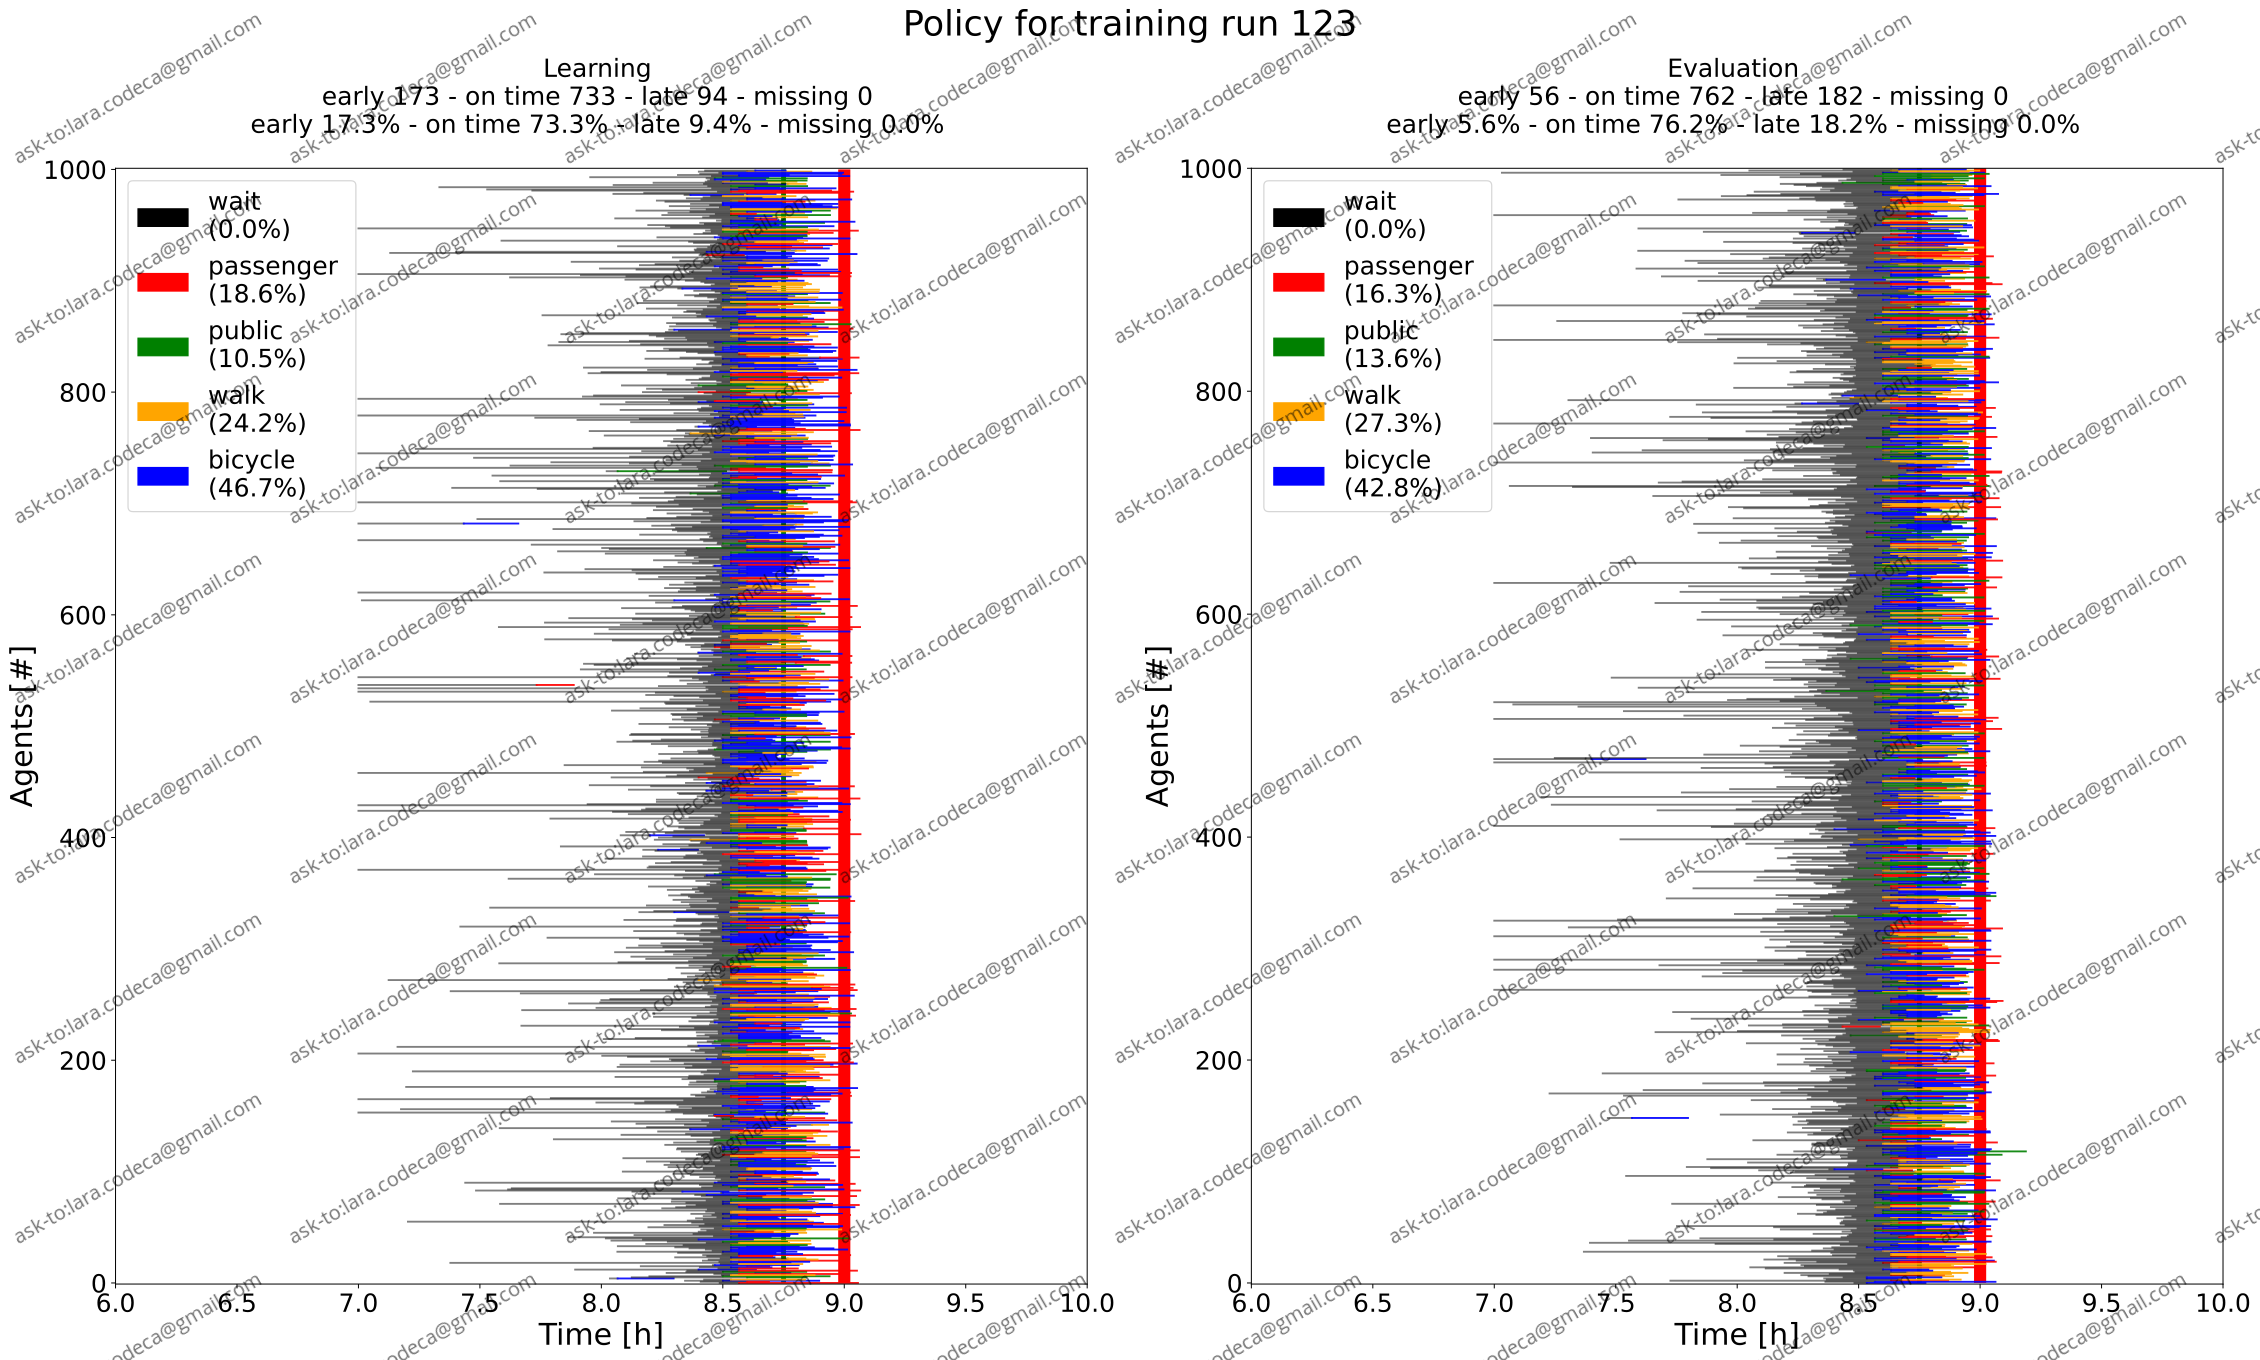 Policy for training run 123
Learning
early 173 - on time 733 - late 94 - missing 0
early 17.3% - on time 73.3% - late 9.4% - missing 0.0%
1000
800
600
400
200
0
Agents [#]
wait
(0.0%)
passenger
(18.6%)
public
(10.5%)
walk
(24.2%)
bicycle
(46.7%)
6.0 6.5 7.0 7.5 8.0 8.5 9.0 9.5 10.0
Time [h]
Evaluation
early 56 - on time 762 - late 182 - missing 0
early 5.6% - on time 76.2% - late 18.2% - missing 0.0%
1000
800
600
400
200
0
Agents [#]
wait
(0.0%)
passenger
(16.3%)
public
(13.6%)
walk
(27.3%)
bicycle
(42.8%)
6.0 6.5 7.0 7.5 8.0 8.5 9.0 9.5 10.0
Time [h]
ask-to:lara.codeca@gmail.com